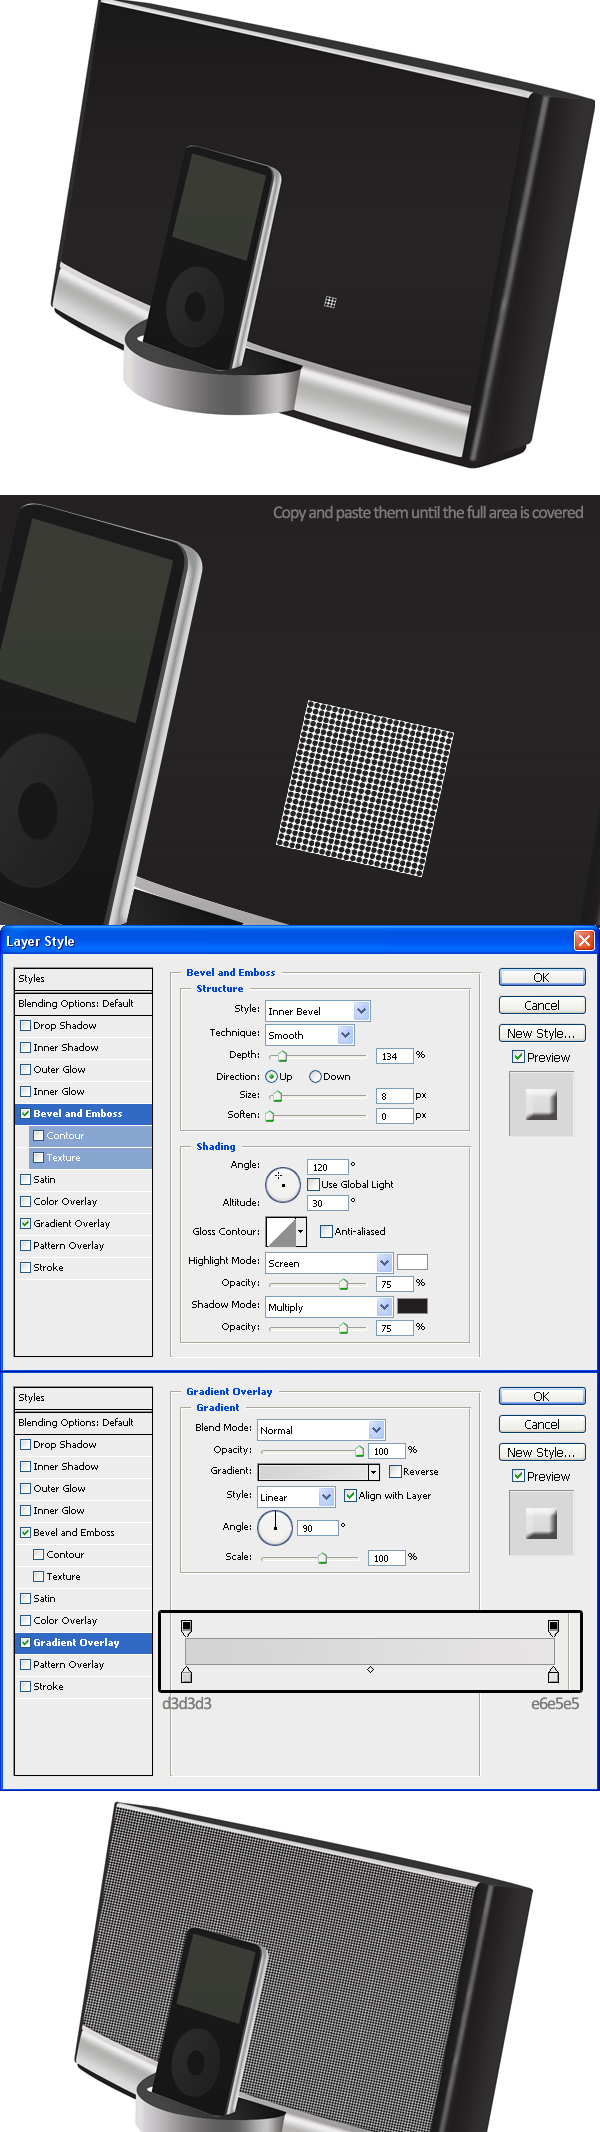 Copy and paste them until the full area is covered
Layer Style
Styles
Blending Options: Default
Drop Shadow
Inner Shadow
Outer Glow
Inner Glow
Bevel and Emboss
Contour
Texture
Satin
Color Overlay
Gradient Overlay
Pattern Overlay
Stroke
Bevel and Emboss
Structure
Style: Inner Bevel
Technique: Smooth
Depth: 134 %
Direction: Up Down
Size: 8 px
Soften: 0 px
Shading
Angle: 120 °
Use Global Light
Altitude: 30 °
Gloss Contour: Anti-aliased
Highlight Mode: Screen
Opacity: 75 %
Shadow Mode: Multiply
Opacity: 75 %
OK
Cancel
New Style...
Preview
Styles
Blending Options: Default
Drop Shadow
Inner Shadow
Outer Glow
Inner Glow
Bevel and Emboss
Contour
Texture
Satin
Color Overlay
Gradient Overlay
Pattern Overlay
Stroke
Gradient Overlay
Gradient
Blend Mode: Normal
Opacity: 100 %
Gradient: Reverse
Style: Linear Align with Layer
Angle: 90 °
Scale: 100 %
d3d3d3 e6e5e5
OK
Cancel
New Style...
Preview